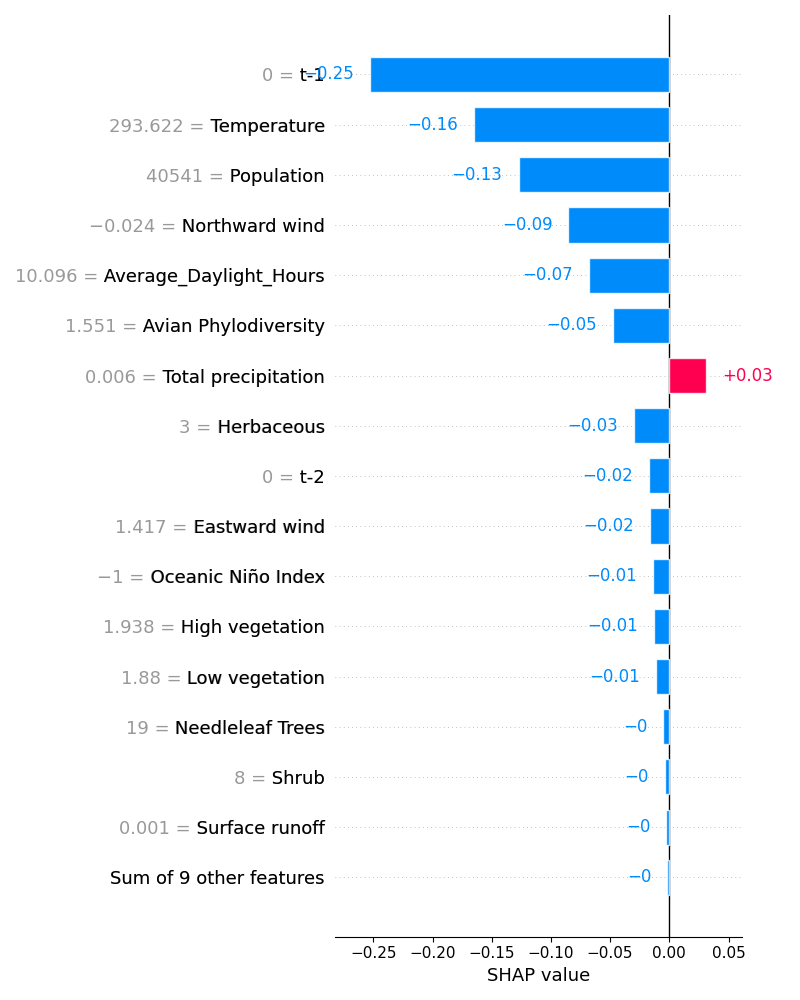 0 = t-1 −0.25
293.622 = Temperature −0.16
40541 = Population −0.13
−0.024 = Northward wind −0.09
10.096 = Average_Daylight_Hours −0.07
1.551 = Avian Phylodiversity −0.05
0.006 = Total precipitation +0.03
3 = Herbaceous −0.03
0 = t-2 −0.02
1.417 = Eastward wind −0.02
−1 = Oceanic Niño Index −0.01
1.938 = High vegetation −0.01
1.88 = Low vegetation −0.01
19 = Needleleaf Trees −0
8 = Shrub −0
0.001 = Surface runoff −0
Sum of 9 other features −0
−0.25 −0.20 −0.15 −0.10 −0.05 0.00 0.05
SHAP value